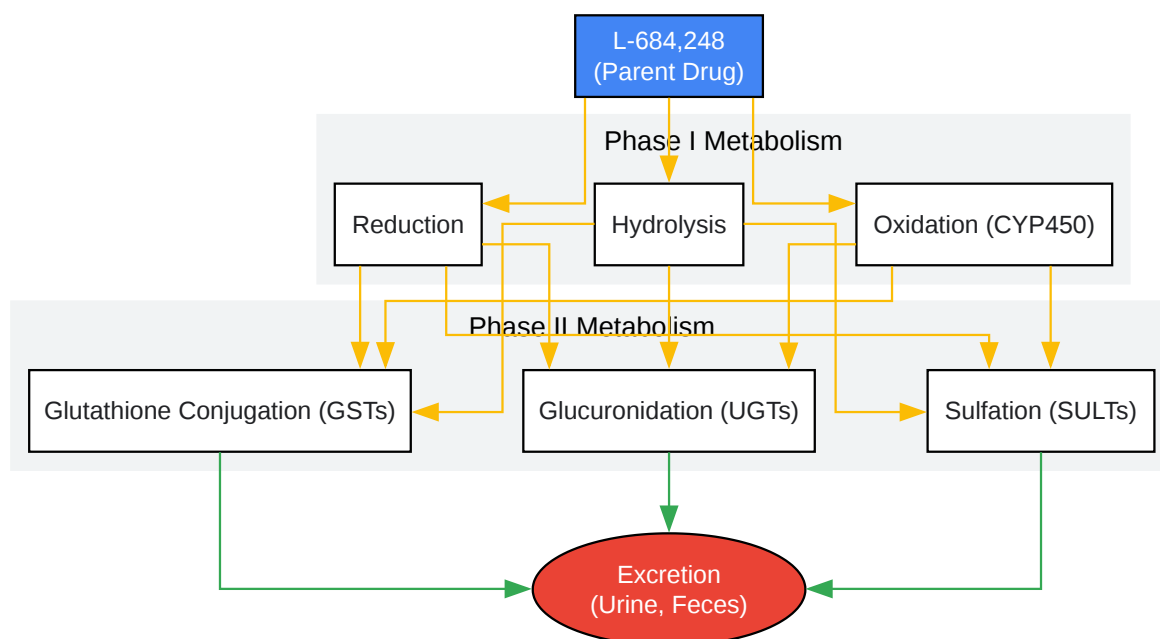 L-684,248
(Parent Drug)
Phase I Metabolism
Reduction
Hydrolysis
Oxidation (CYP450)
Phase II Metabolism
Glutathione Conjugation (GSTs)
Glucuronidation (UGTs)
Sulfation (SULTs)
Excretion
(Urine, Feces)